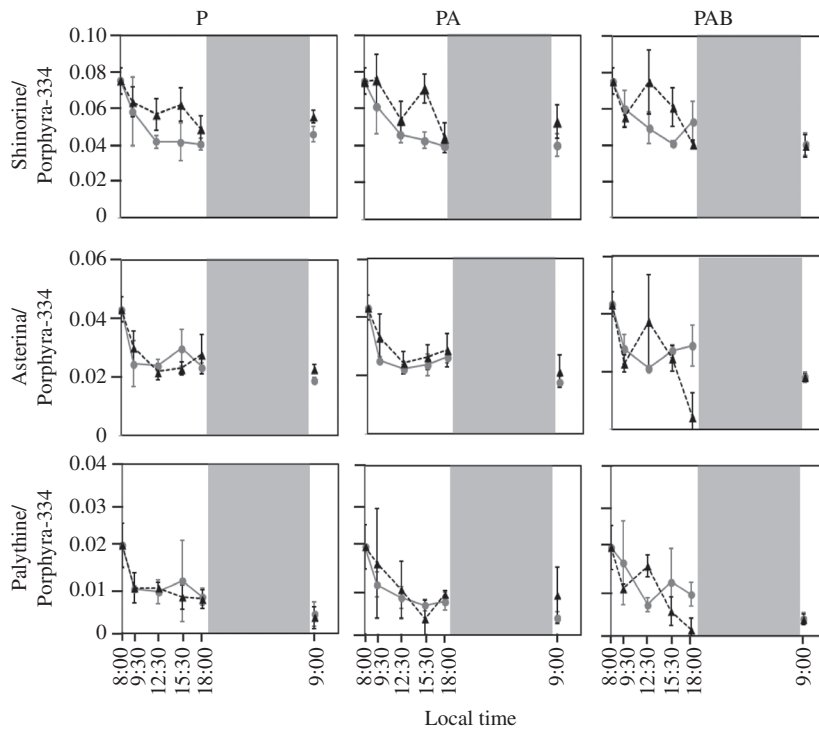 P PA PAB
Shinorine/
Porphyra-334
0.10
0.08
0.06
0.04
0.02
0
Asterina/
Porphyra-334
0.06
0.04
0.02
0
Palythine/
Porphyra-334
0.04
0.03
0.02
0.01
0
8:00 9:30 12:30 15:30 18:00 9:00 8:00 9:30 12:30 15:30 18:00 9:00 8:00 9:30 12:30 15:30 18:00 9:00
Local time